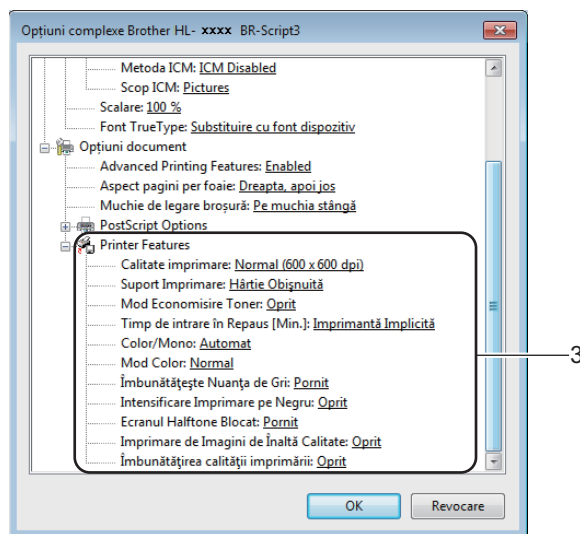 Opțiuni complexe Brother HL- xxxx BR-Script3
Metoda ICM: ICM Disabled
Scop ICM: Pictures
Scalare: 100 %
Font TrueType: Substituire cu font dispozitiv
Opțiuni document
Advanced Printing Features: Enabled
Aspect pagini per foaie: Dreapta, apoi jos
Muchie de legare broșură: Pe muchia stângă
PostScript Options
Printer Features
Calitate imprimare: Normal (600 x 600 dpi)
Suport Imprimare: Hârtie Obişnuită
Mod Economisire Toner: Oprit
Timp de intrare în Repaus [Min.]: Imprimantă Implicită
Color/Mono: Automat
3
Mod Color: Normal
Îmbunătăţeşte Nuanţa de Gri: Pornit
Intensificare Imprimare pe Negru: Oprit
Ecranul Halftone Blocat: Pornit
Imprimare de Imagini de Înaltă Calitate: Oprit
Îmbunătăţirea calităţii imprimării: Oprit
OK Revocare